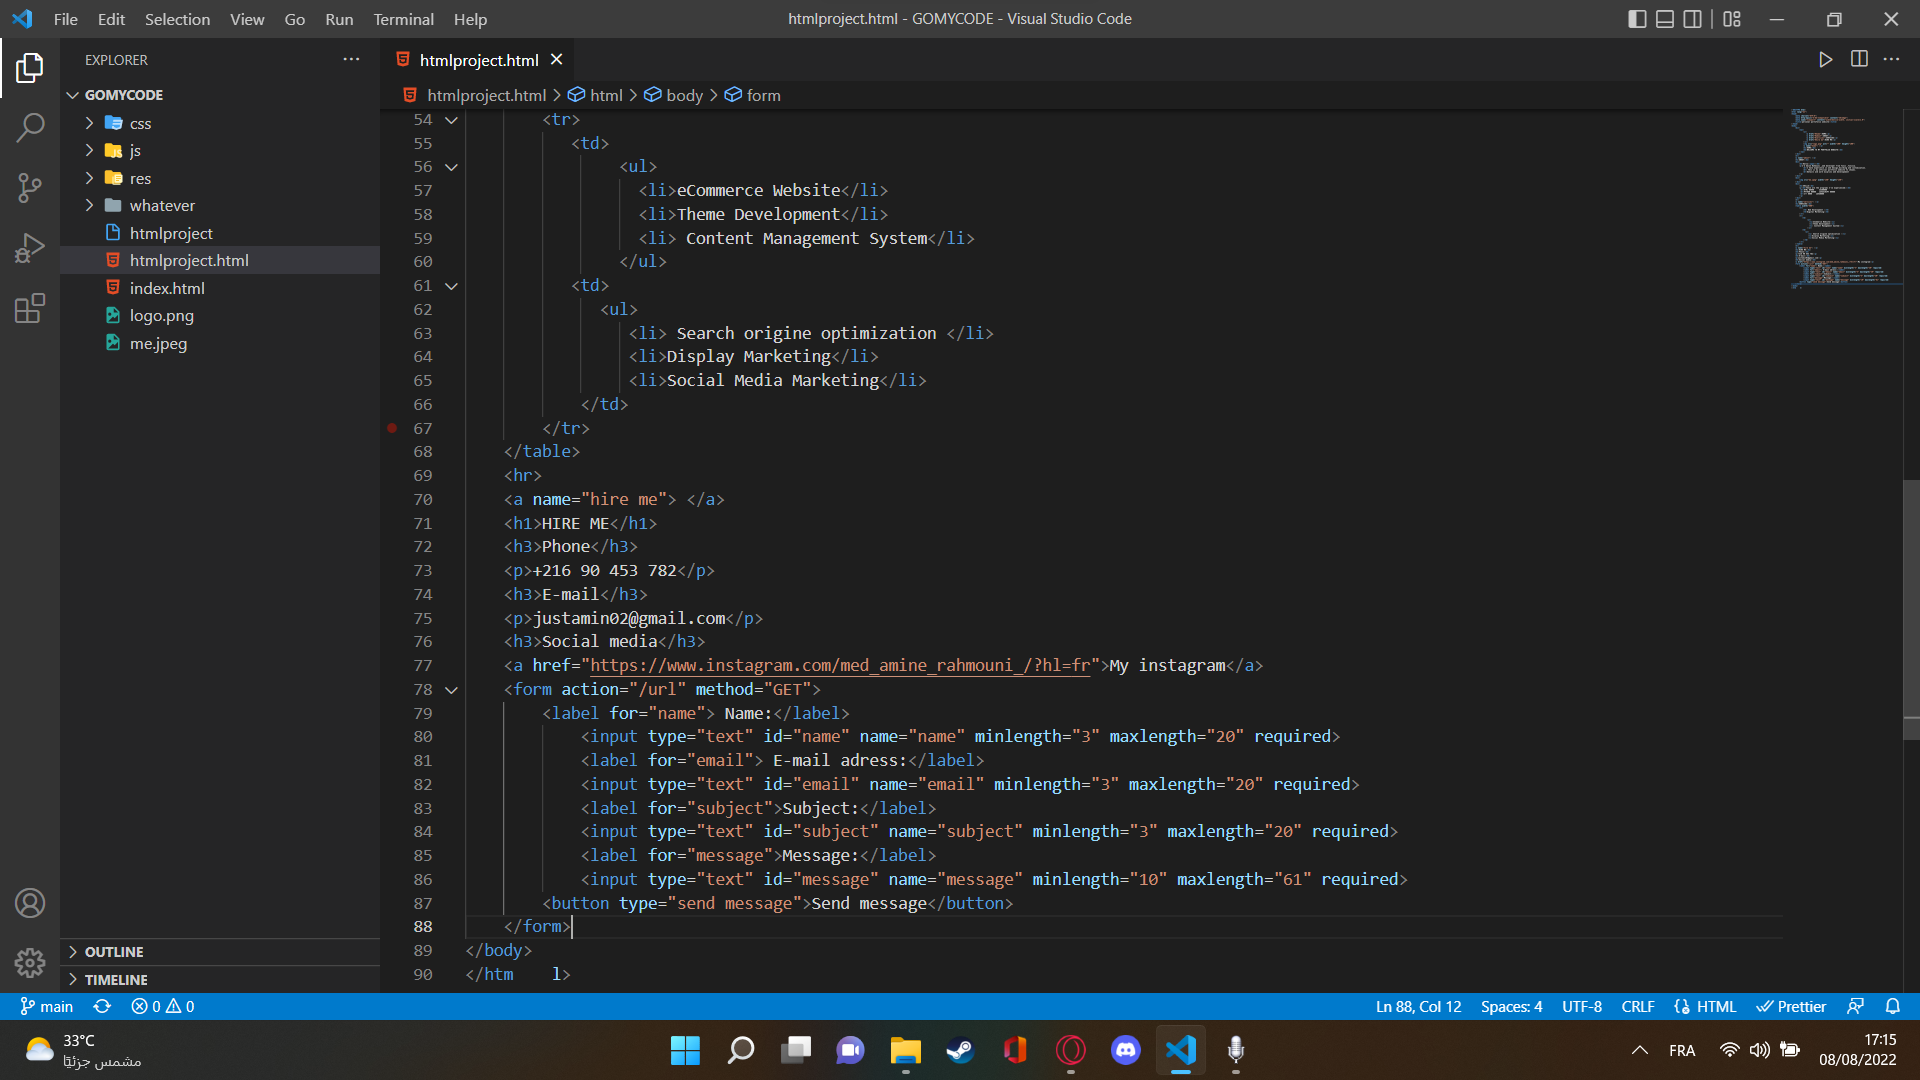 File Edit Selection View Go Run Terminal Help
htmlproject.html - GOMYCODE - Visual Studio Code
EXPLORER
GOMYCODE
css
js
res
whatever
htmlproject
htmlproject.html
index.html
logo.png
me.jpeg
OUTLINE
TIMELINE
htmlproject.html
htmlproject.html > html > body > form
54 <tr>
55 <td>
56 <ul>
57 <li>eCommerce Website</li>
58 <li>Theme Development</li>
59 <li> Content Management System</li>
60 </ul>
61 <td>
62 <ul>
63 <li> Search origine optimization </li>
64 <li>Display Marketing</li>
65 <li>Social Media Marketing</li>
66 </td>
67 </tr>
68 </table>
69 <hr>
70 <a name="hire me"> </a>
71 <h1>HIRE ME</h1>
72 <h3>Phone</h3>
73 <p>+216 90 453 782</p>
74 <h3>E-mail</h3>
75 <p>justamin02@gmail.com</p>
76 <h3>Social media</h3>
77 <a href="https://www.instagram.com/med_amine_rahmouni_/?hl=fr">My instagram</a>
78 <form action="/url" method="GET">
79 <label for="name"> Name:</label>
80 <input type="text" id="name" name="name" minlength="3" maxlength="20" required>
81 <label for="email"> E-mail adress:</label>
82 <input type="text" id="email" name="email" minlength="3" maxlength="20" required>
83 <label for="subject">Subject:</label>
84 <input type="text" id="subject" name="subject" minlength="3" maxlength="20" required>
85 <label for="message">Message:</label>
86 <input type="text" id="message" name="message" minlength="10" maxlength="61" required>
87 <button type="send message">Send message</button>
88 </form>
89 </body>
90 </htm    l>
main 0 0 Ln 88, Col 12 Spaces: 4 UTF-8 CRLF HTML Prettier
33°C
مشمس جزئيًا
FRA
17:15
08/08/2022